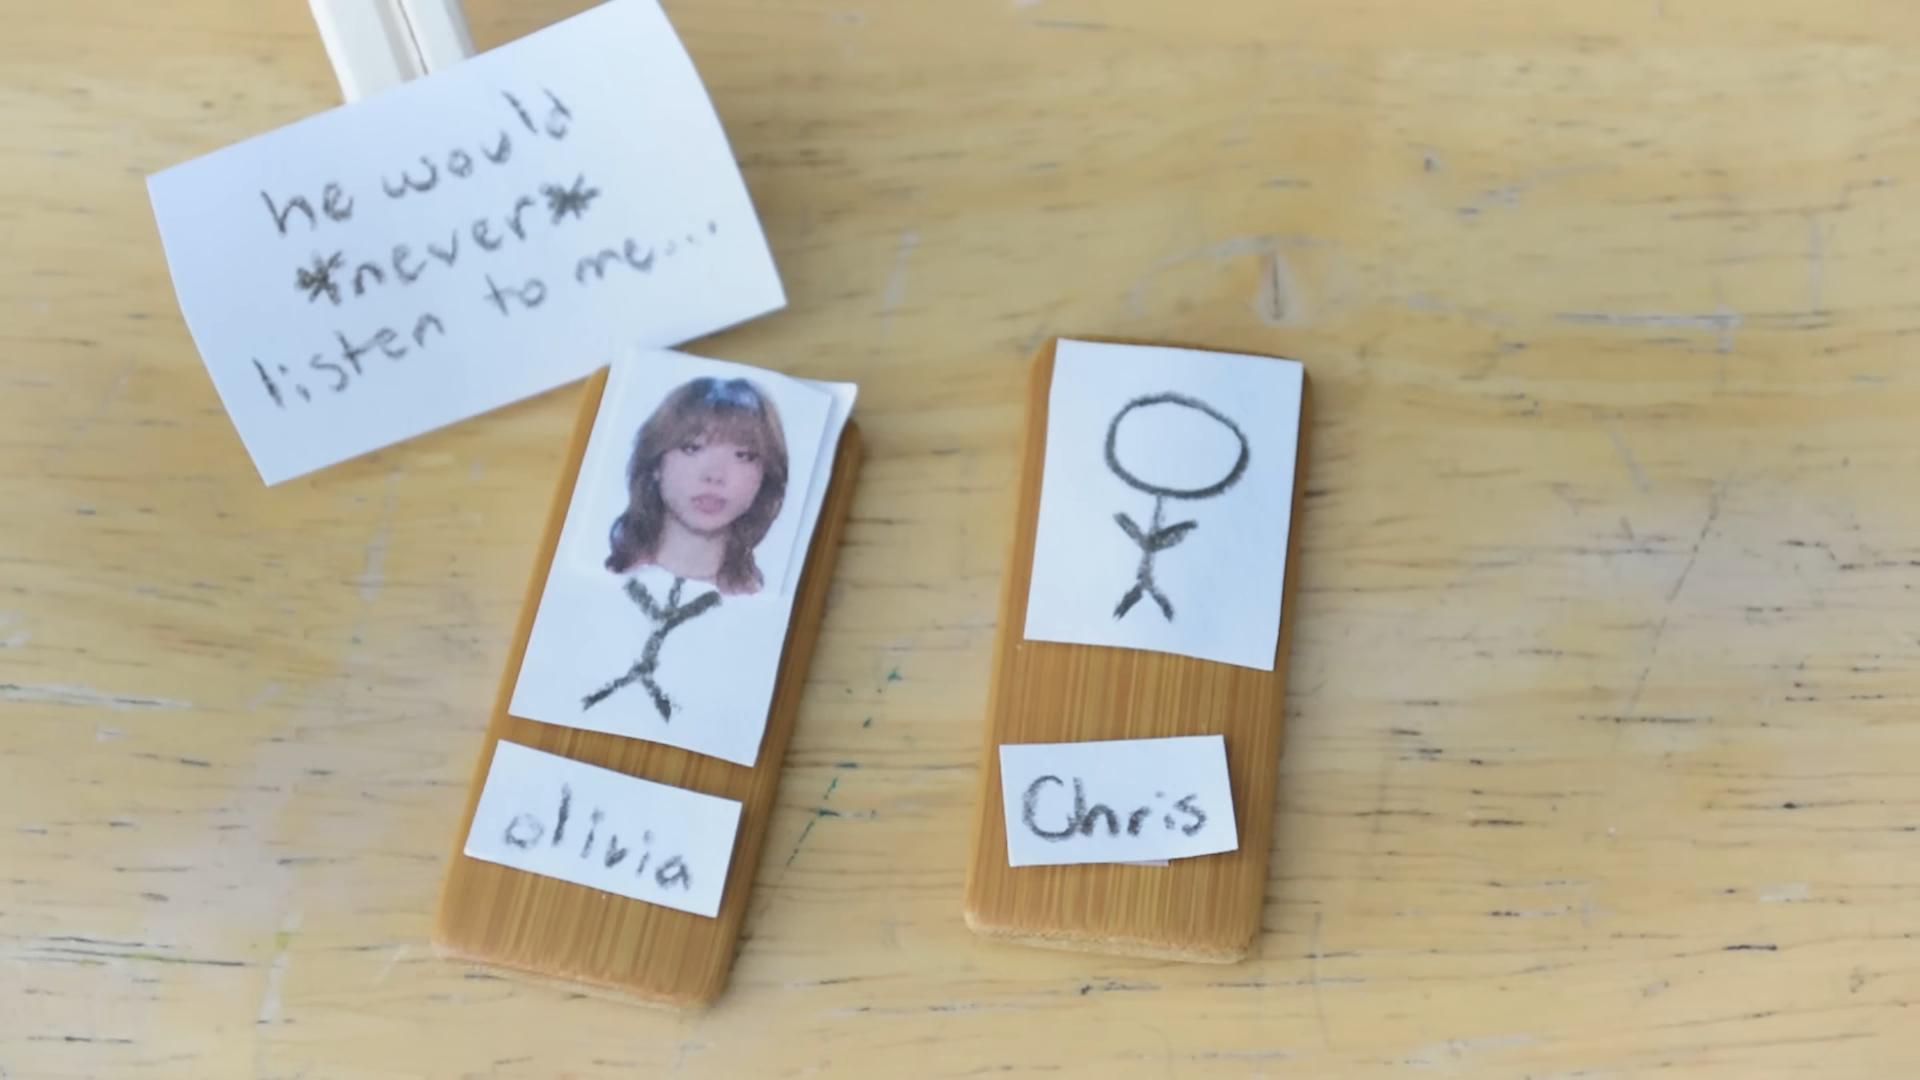 he would
*never*
listen to me...
olivia
Chris